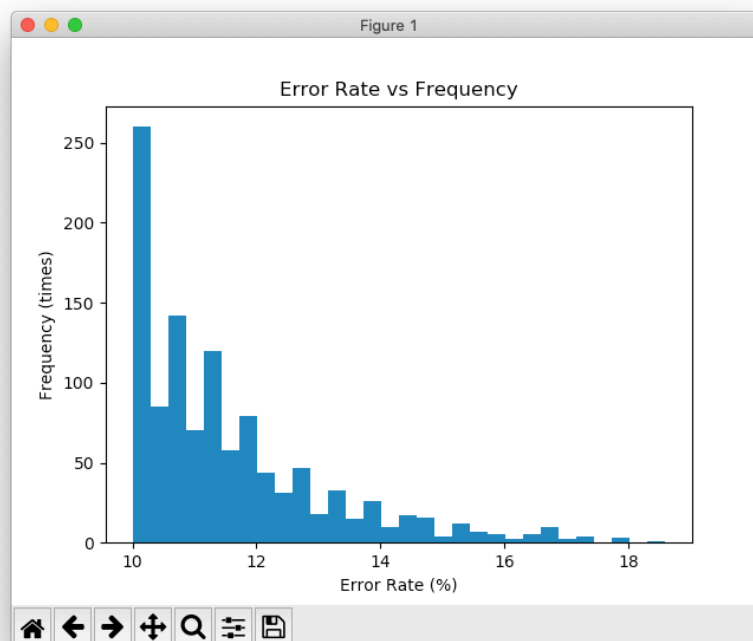 Figure 1
Error Rate vs Frequency
250
200
150
100
50
0
Frequency (times)
10 12 14 16 18
Error Rate (%)